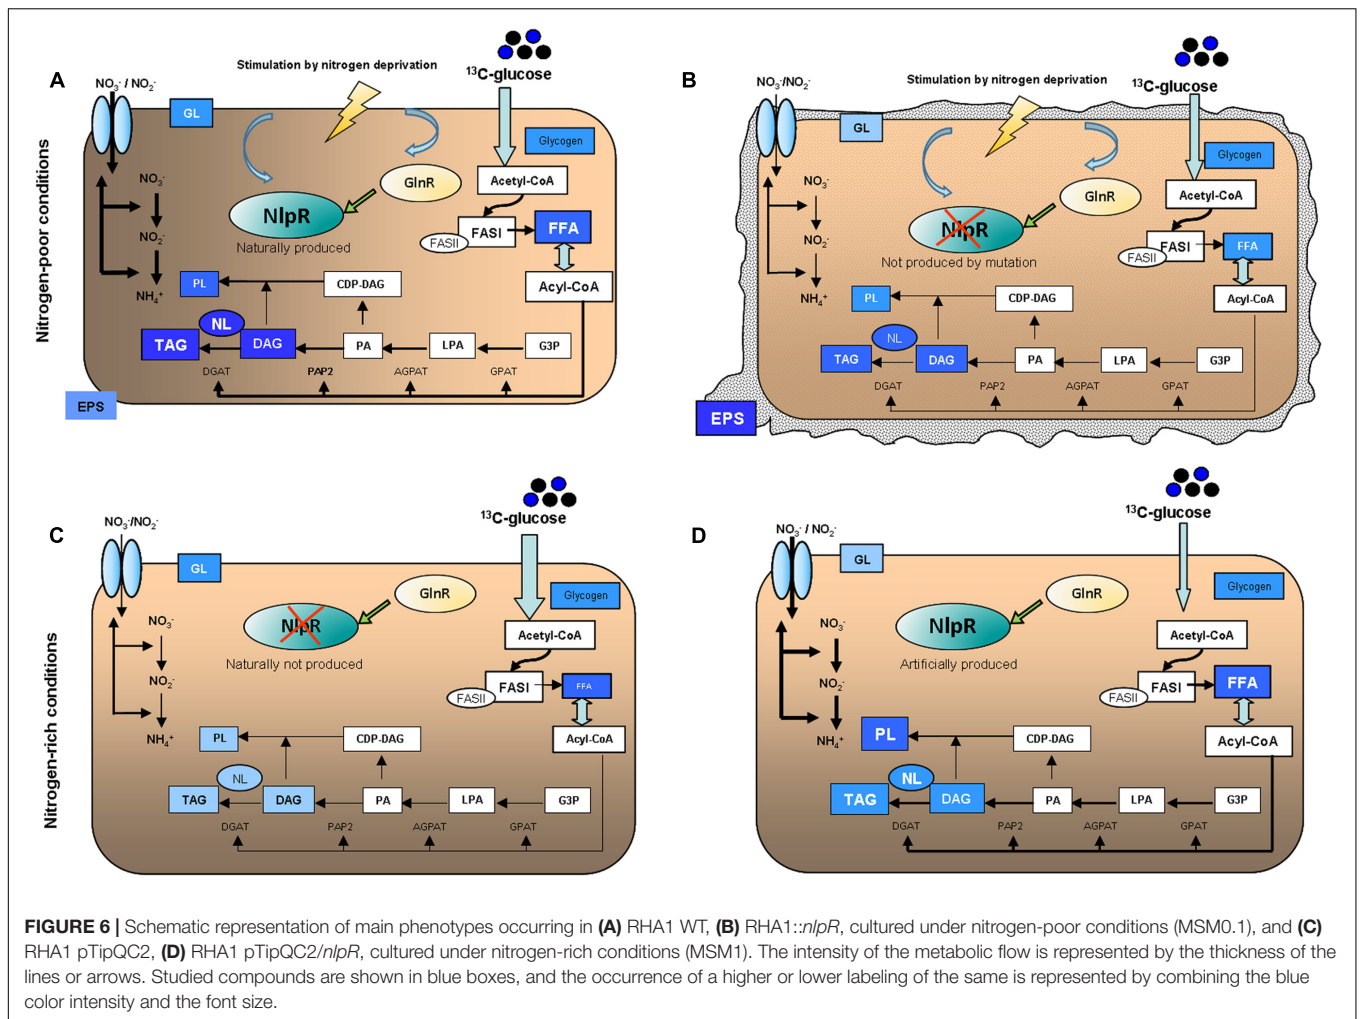 A
NO₃⁻ / NO₂⁻
GL
Stimulation by nitrogen deprivation
¹³C-glucose
Glycogen
Acetyl-CoA
GlnR
NlpR
Naturally produced
FASI
FASII
FFA
Acyl-CoA
NO₃⁻
NO₂⁻
NH₄⁺
PL
CDP-DAG
NL
TAG
DAG
PA
LPA
G3P
DGAT
PAP2
AGPAT
GPAT
EPS
Nitrogen-poor conditions
B
NO₃⁻/NO₂⁻
GL
Stimulation by nitrogen deprivation
¹³C-glucose
Glycogen
Acetyl-CoA
GlnR
NlpR
Not produced by mutation
FASI
FASII
FFA
Acyl-CoA
NO₃⁻
NO₂⁻
NH₄⁺
PL
CDP-DAG
NL
TAG
DAG
PA
LPA
G3P
DGAT
PAP2
AGPAT
GPAT
EPS
C
NO₃⁻/NO₂⁻
GL
¹³C-glucose
Glycogen
GlnR
NlpR
Naturally not produced
Acetyl-CoA
FASI
FASII
FFA
Acyl-CoA
NO₃⁻
NO₂⁻
NH₄⁺
PL
CDP-DAG
NL
TAG
DAG
PA
LPA
G3P
DGAT
PAP2
AGPAT
GPAT
Nitrogen-rich conditions
D
NO₃⁻ / NO₂⁻
GL
¹³C-glucose
Glycogen
GlnR
NlpR
Artificially produced
Acetyl-CoA
FASI
FASII
FFA
Acyl-CoA
NO₃⁻
NO₂⁻
NH₄⁺
PL
CDP-DAG
NL
TAG
DAG
PA
LPA
G3P
DGAT
PAP2
AGPAT
GPAT
FIGURE 6 | Schematic representation of main phenotypes occurring in (A) RHA1 WT, (B) RHA1::nlpR, cultured under nitrogen-poor conditions (MSM0.1), and (C)
RHA1 pTipQC2, (D) RHA1 pTipQC2/nlpR, cultured under nitrogen-rich conditions (MSM1). The intensity of the metabolic flow is represented by the thickness of the
lines or arrows. Studied compounds are shown in blue boxes, and the occurrence of a higher or lower labeling of the same is represented by combining the blue
color intensity and the font size.